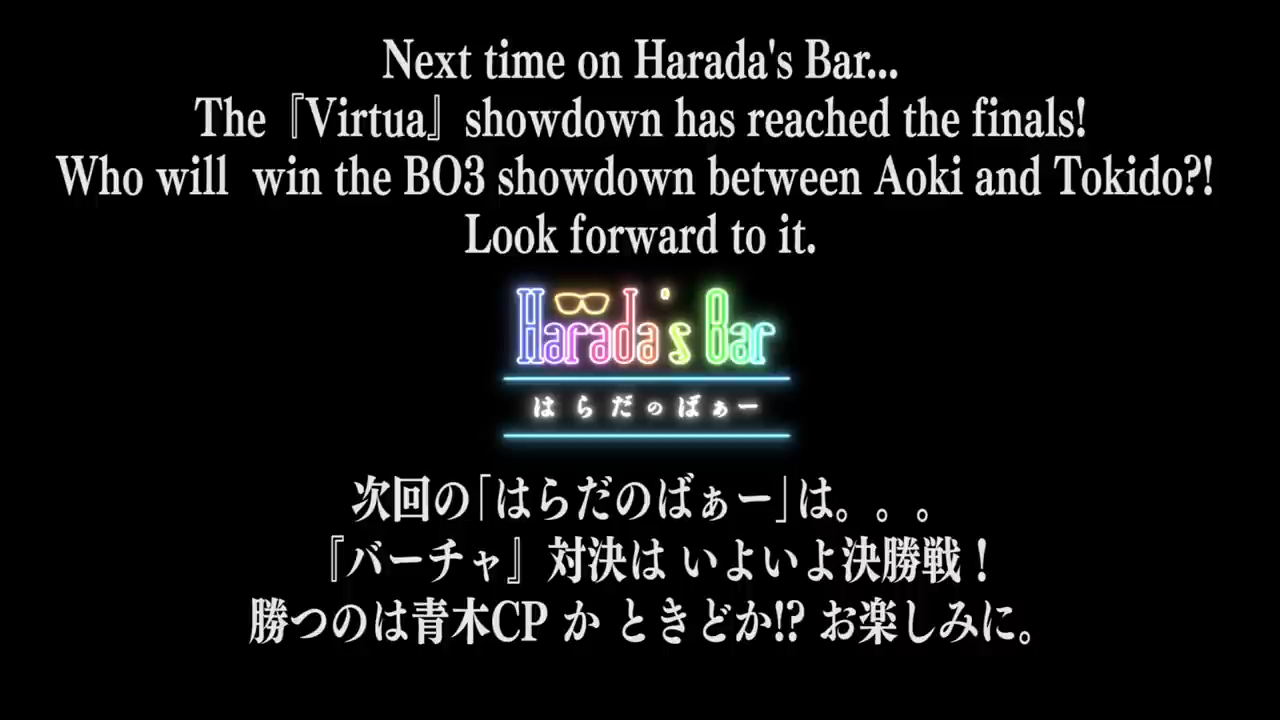 Next time on Harada's Bar...
The『Virtua』showdown has reached the finals!
Who will  win the BO3 showdown between Aoki and Tokido?!
Look forward to it.
Harada's Bar
はらだのばぁー
次回の「はらだのばぁー」は。。。
『バーチャ』対決は いよいよ決勝戦！
勝つのは青木CP か ときどか!? お楽しみに。